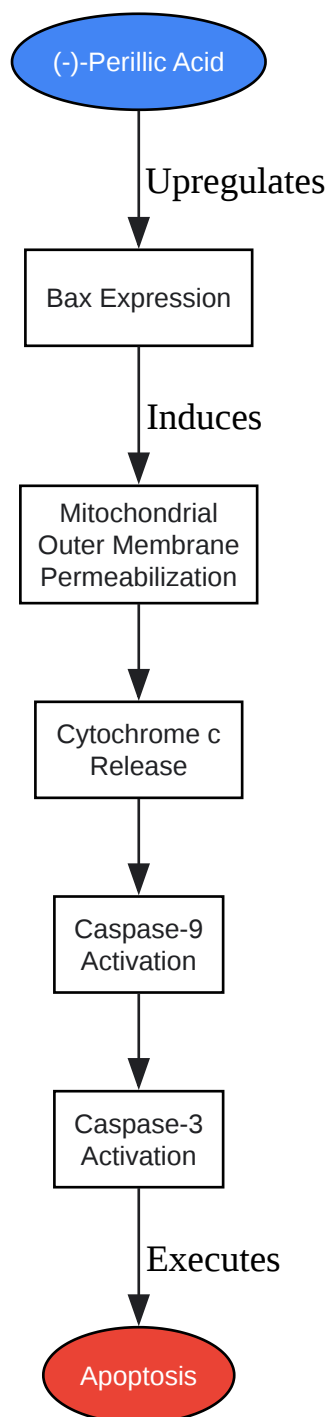 (-)-Perillic Acid
Upregulates
Bax Expression
Induces
Mitochondrial
Outer Membrane
Permeabilization
Cytochrome c
Release
Caspase-9
Activation
Caspase-3
Activation
Executes
Apoptosis